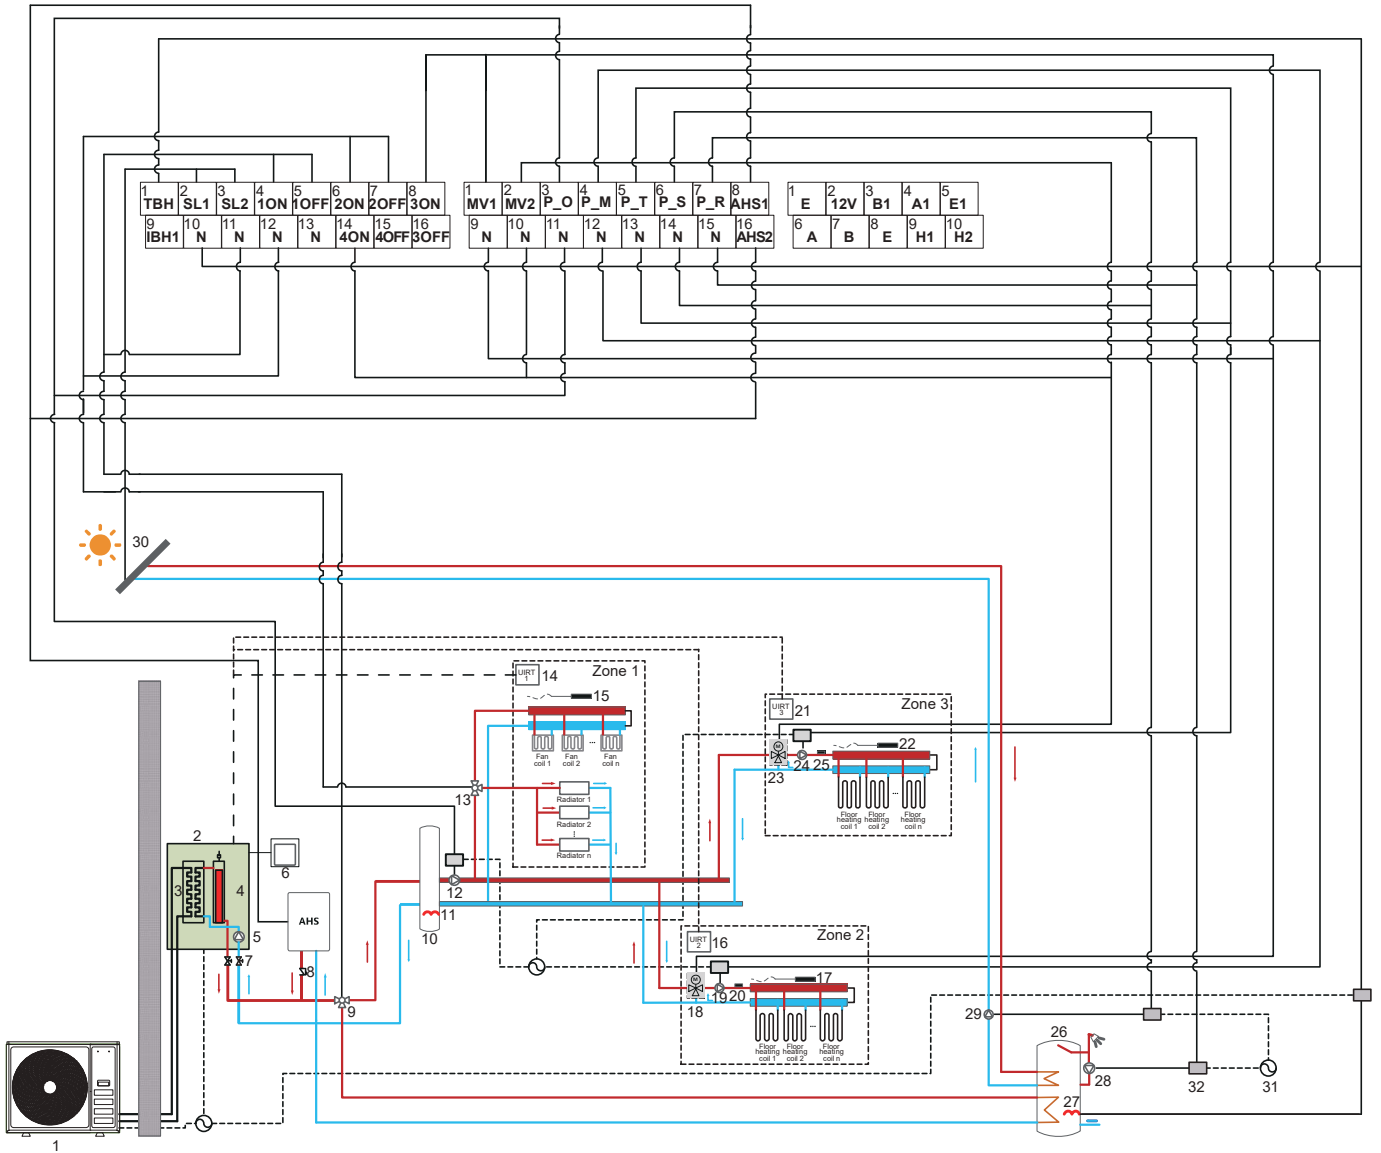 1 TBH 2 SL1 3 SL2 4 1ON 5 1OFF 6 2ON 7 2OFF 8 3ON
9 IBH1 10 N 11 N 12 N 13 N 14 4ON 15 4OFF 16 3OFF
1 MV1 2 MV2 3 P_O 4 P_M 5 P_T 6 P_S 7 P_R 8 AHS1
9 N 10 N 11 N 12 N 13 N 14 N 15 N 16 AHS2
1 E 2 12V 3 B1 4 A1 5 E1
6 A 7 B 8 E 9 H1 10 H2
30
UIRT 1
14
Zone 1
15
Fan coil 1
Fan coil 2
...
Fan coil n
13
Radiator 1
Radiator 2
...
Radiator n
UIRT 3
21
Zone 3
M
22
23
24
25
Floor heating coil 1
Floor heating coil 2
...
Floor heating coil n
2
3
4
5
6
7
AHS
8
9
10
11
12
UIRT 2
16
Zone 2
M
17
18
19
20
Floor heating coil 1
Floor heating coil 2
...
Floor heating coil n
29
26
27
28
32
31
1